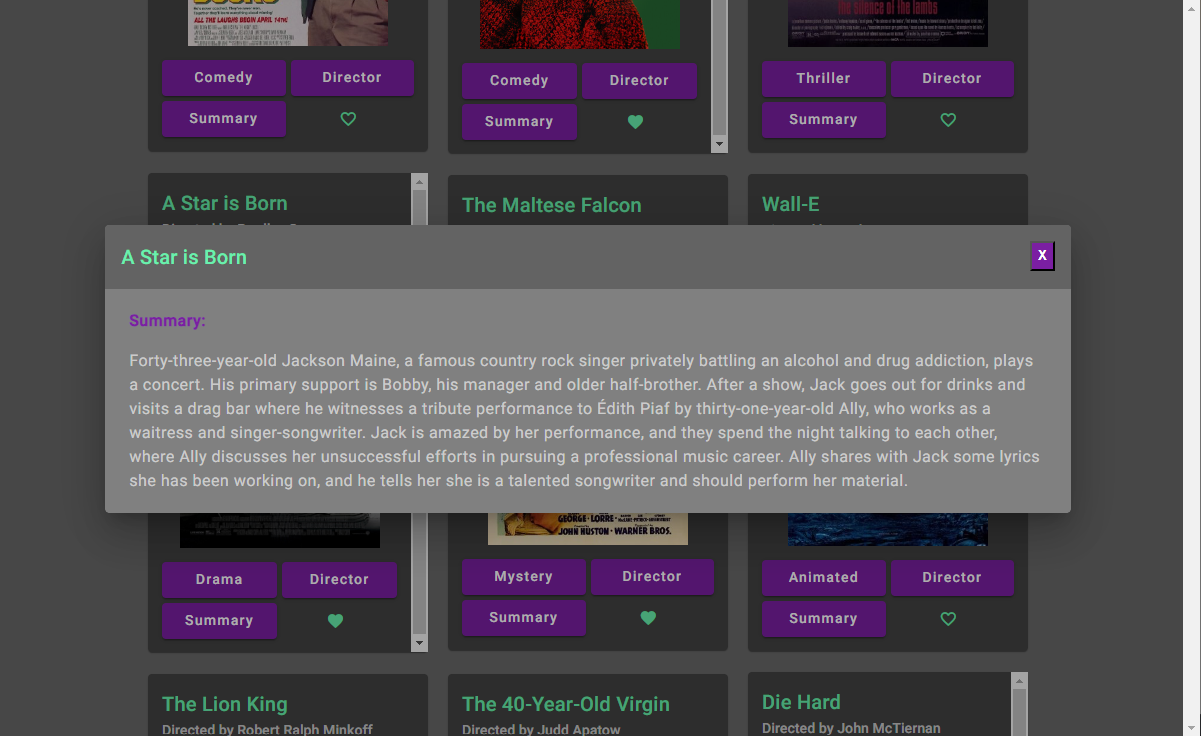 ALL THE LAUGHS BEGIN APRIL 14TH!
the silence of the lambs
Comedy
Director
Summary
Comedy
Director
Summary
Thriller
Director
Summary
A Star is Born
The Maltese Falcon
Wall-E
A Star is Born
X
Summary:
Forty-three-year-old Jackson Maine, a famous country rock singer privately battling an alcohol and drug addiction, plays
a concert. His primary support is Bobby, his manager and older half-brother. After a show, Jack goes out for drinks and
visits a drag bar where he witnesses a tribute performance to Édith Piaf by thirty-one-year-old Ally, who works as a
waitress and singer-songwriter. Jack is amazed by her performance, and they spend the night talking to each other,
where Ally discusses her unsuccessful efforts in pursuing a professional music career. Ally shares with Jack some lyrics
she has been working on, and he tells her she is a talented songwriter and should perform her material.
GEORGE · LORRE ·
JOHN HUSTON · WARNER BROS.
Drama
Director
Summary
Mystery
Director
Summary
Animated
Director
Summary
The Lion King
Directed by Robert Ralph Minkoff
The 40-Year-Old Virgin
Directed by Judd Apatow
Die Hard
Directed by John McTiernan